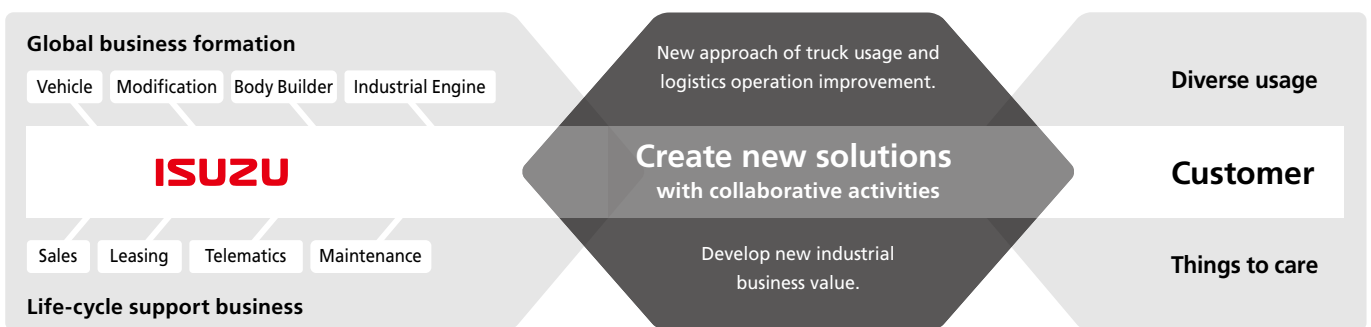 Global business formation
Vehicle
Modification
Body Builder
Industrial Engine
ISUZU
Sales
Leasing
Telematics
Maintenance
Life-cycle support business
New approach of truck usage and
logistics operation improvement.
Create new solutions
with collaborative activities
Develop new industrial
business value.
Diverse usage
Customer
Things to care